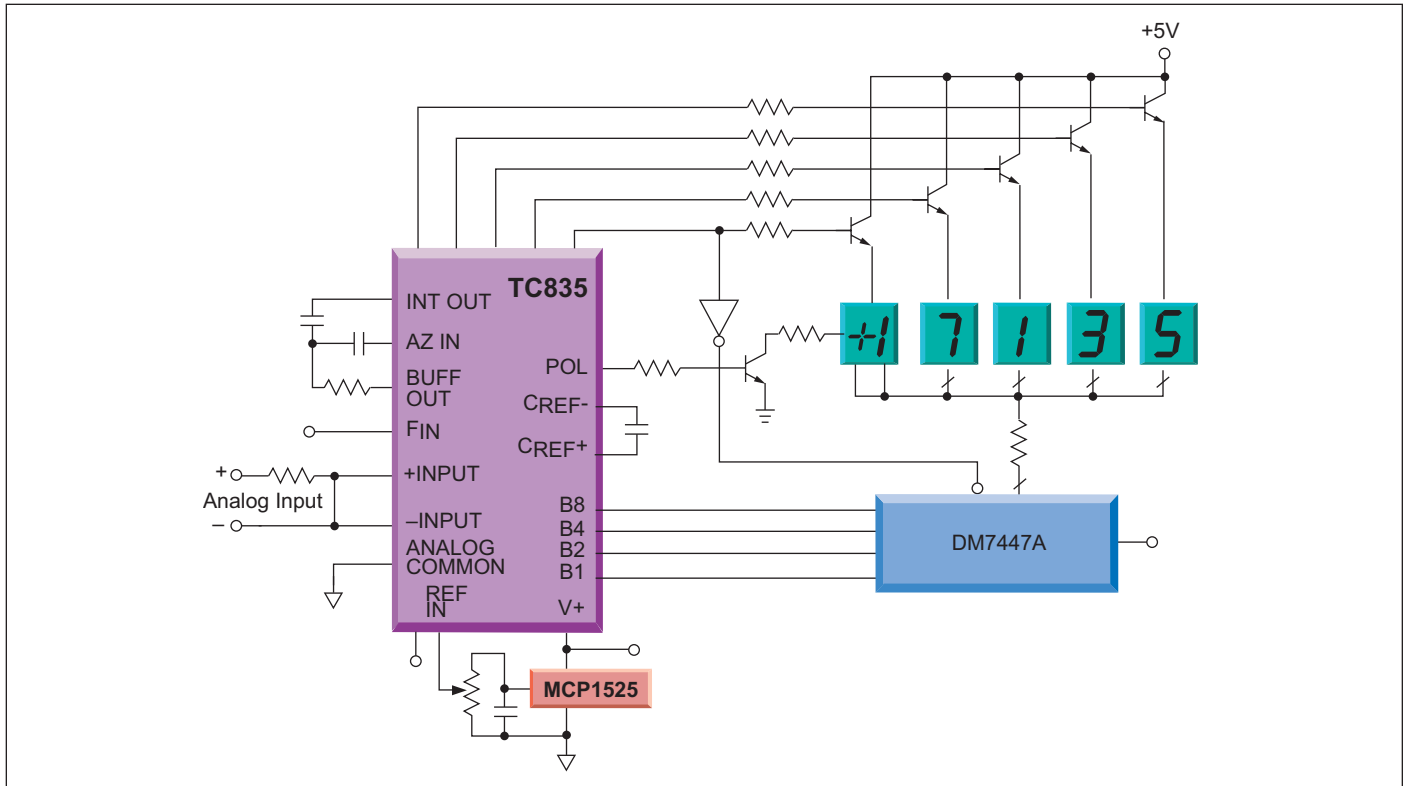 +5V
TC835
INT OUT
AZ IN
BUFF
OUT
FIN
+
+INPUT
Analog Input
–
–INPUT
ANALOG
COMMON
REF
IN
POL
CREF-
CREF+
B8
B4
B2
B1
V+
+1
7
1
3
5
DM7447A
MCP1525